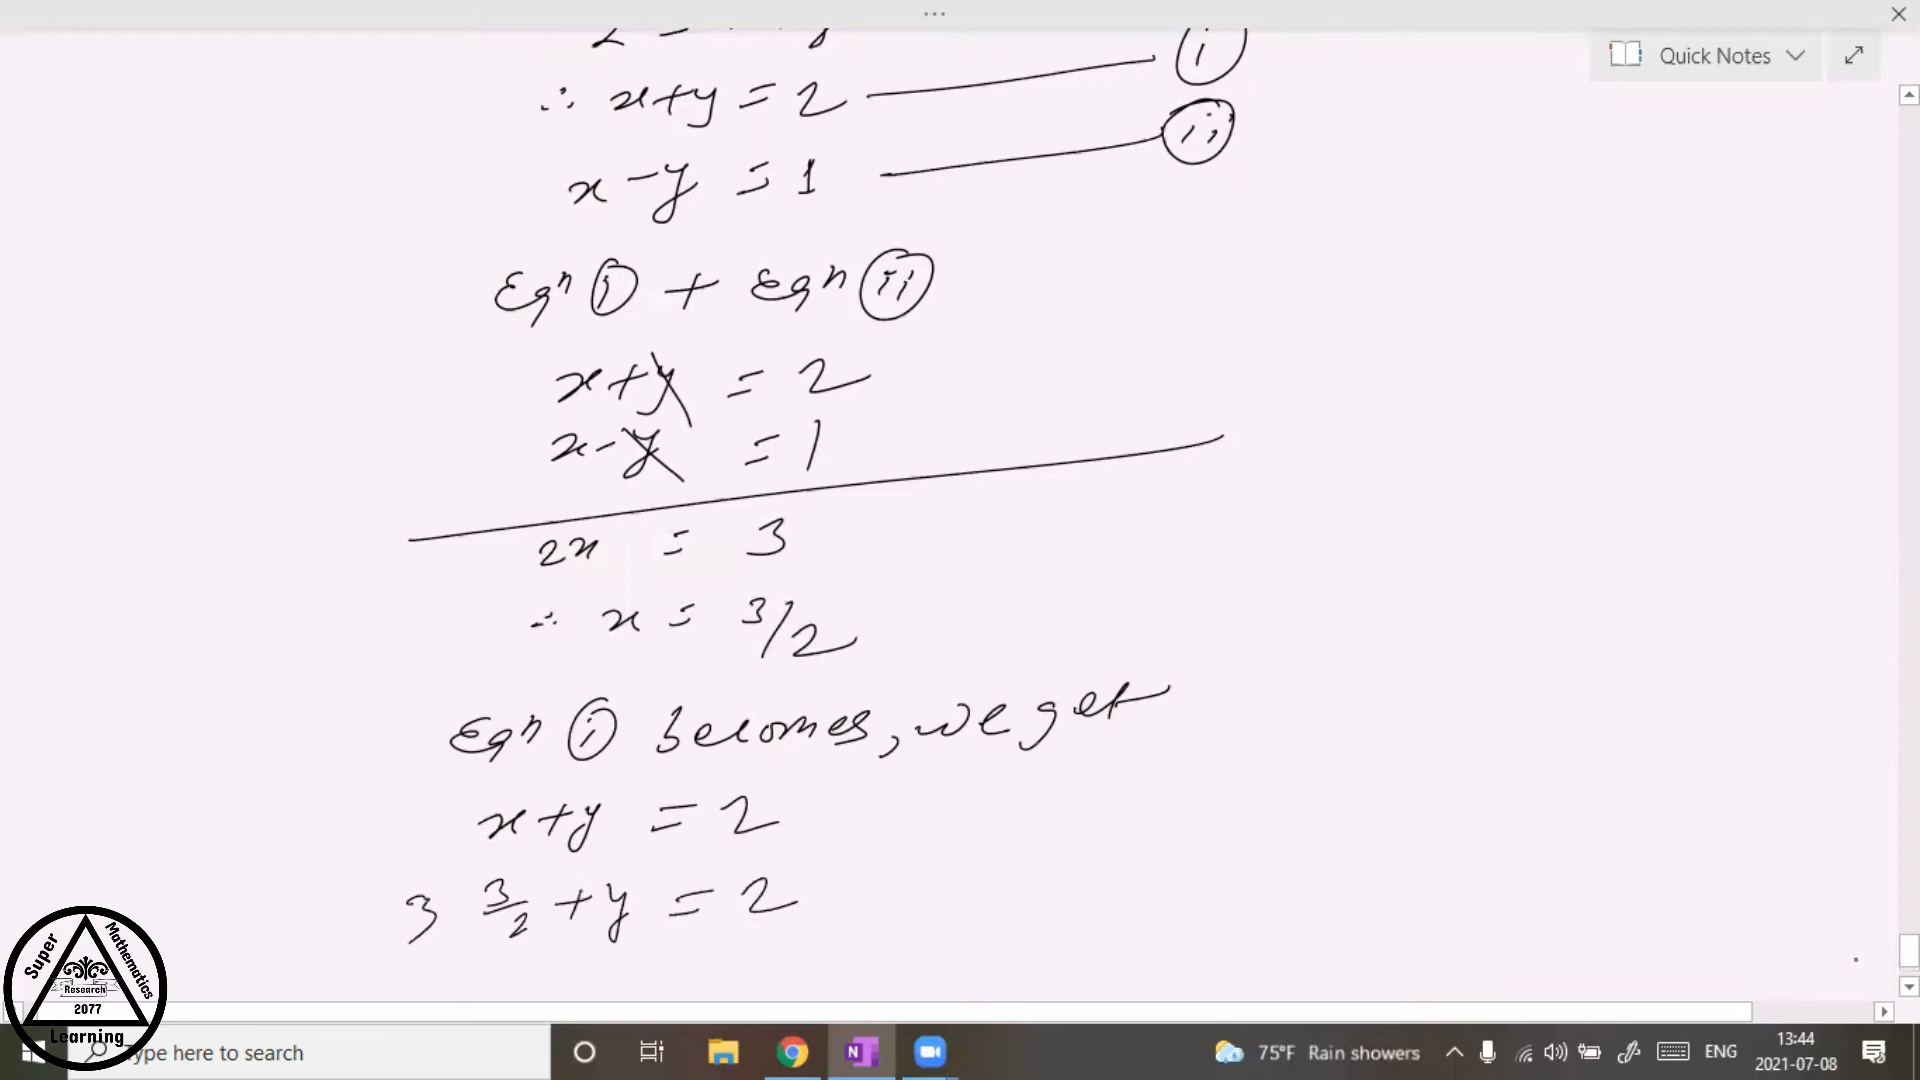 Quick Notes
∴ x+y = 2 (i)
x-y = 1 (ii)
Eqn (i) + Eqn (ii)
x+y = 2
x-y = 1
2x = 3
∴ x = 3/2
Eqn (i) becomes, we get
x+y = 2
3 3/2 + y = 2
Super Mathematics
Research
2077
Learning
Type here to search
75°F Rain showers
ENG
13:44
2021-07-08